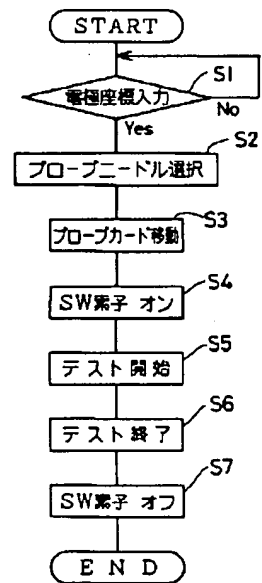 START
S1
電極座標入力
No
Yes
S2
プローブニードル選択
S3
プローブカード移動
S4
SW素子 オン
S5
テスト開始
S6
テスト終了
S7
SW素子 オフ
END